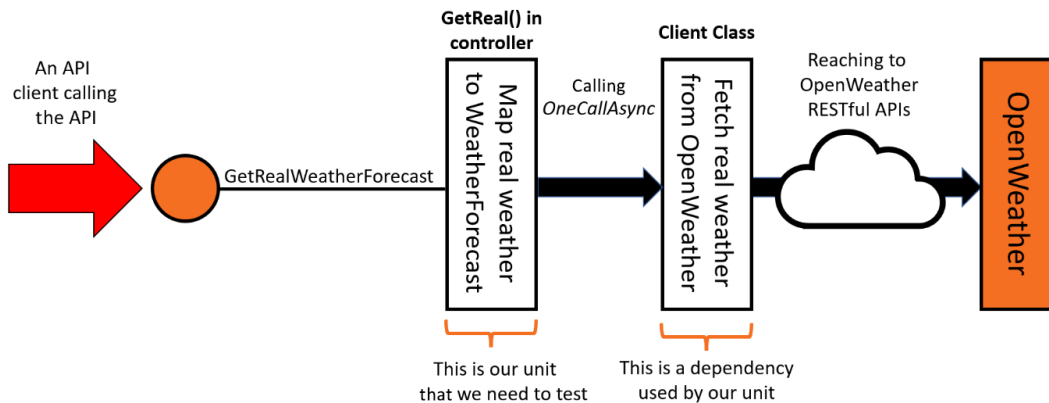 An API
client calling
the API
GetRealWeatherForecast
GetReal() in
controller
Map real weather
to WeatherForecast
This is our unit
that we need to test
Calling
OneCallAsync
Client Class
Fetch real weather
from OpenWeather
This is a dependency
used by our unit
Reaching to
OpenWeather
RESTful APIs
OpenWeather